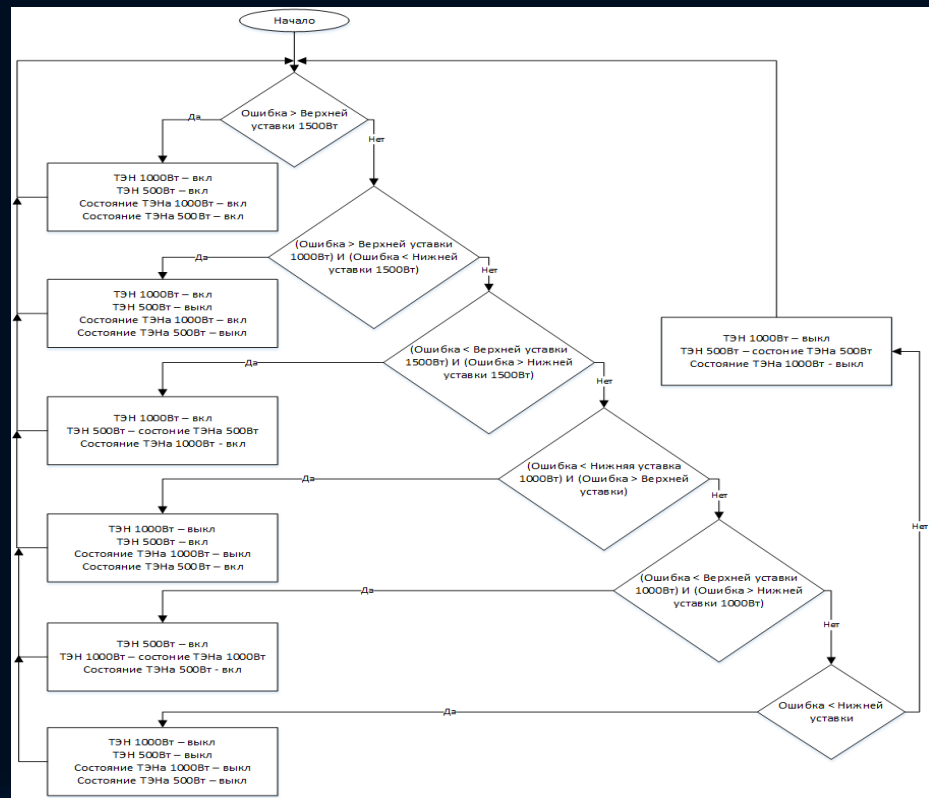 Начало
Ошибка > Верхней
уставки 1500Вт
Да
Нет
ТЭН 1000Вт – вкл
ТЭН 500Вт – вкл
Состояние ТЭНа 1000Вт – вкл
Состояние ТЭНа 500Вт – вкл
(Ошибка > Верхней уставки
1000Вт) И (Ошибка < Нижней
уставки 1500Вт)
Да
Нет
ТЭН 1000Вт – вкл
ТЭН 500Вт – выкл
Состояние ТЭНа 1000Вт – вкл
Состояние ТЭНа 500Вт – выкл
(Ошибка < Верхней уставки
1500Вт) И (Ошибка > Нижней
уставки 1500Вт)
Да
Нет
ТЭН 1000Вт – вкл
ТЭН 500Вт – состоние ТЭНа 500Вт
Состояние ТЭНа 1000Вт - вкл
(Ошибка < Нижняя уставка
1000Вт) И (Ошибка > Верхней
уставки)
Да
Нет
ТЭН 1000Вт – выкл
ТЭН 500Вт – вкл
Состояние ТЭНа 1000Вт – выкл
Состояние ТЭНа 500Вт – вкл
(Ошибка < Верхней уставки
1000Вт) И (Ошибка > Нижней
уставки 1000Вт)
Да
Нет
ТЭН 500Вт – вкл
ТЭН 1000Вт – состоние ТЭНа 1000Вт
Состояние ТЭНа 500Вт - вкл
Ошибка < Нижней
уставки
Да
Нет
ТЭН 1000Вт – выкл
ТЭН 500Вт – выкл
Состояние ТЭНа 1000Вт – выкл
Состояние ТЭНа 500Вт – выкл
ТЭН 1000Вт – выкл
ТЭН 500Вт – состоние ТЭНа 500Вт
Состояние ТЭНа 1000Вт - выкл